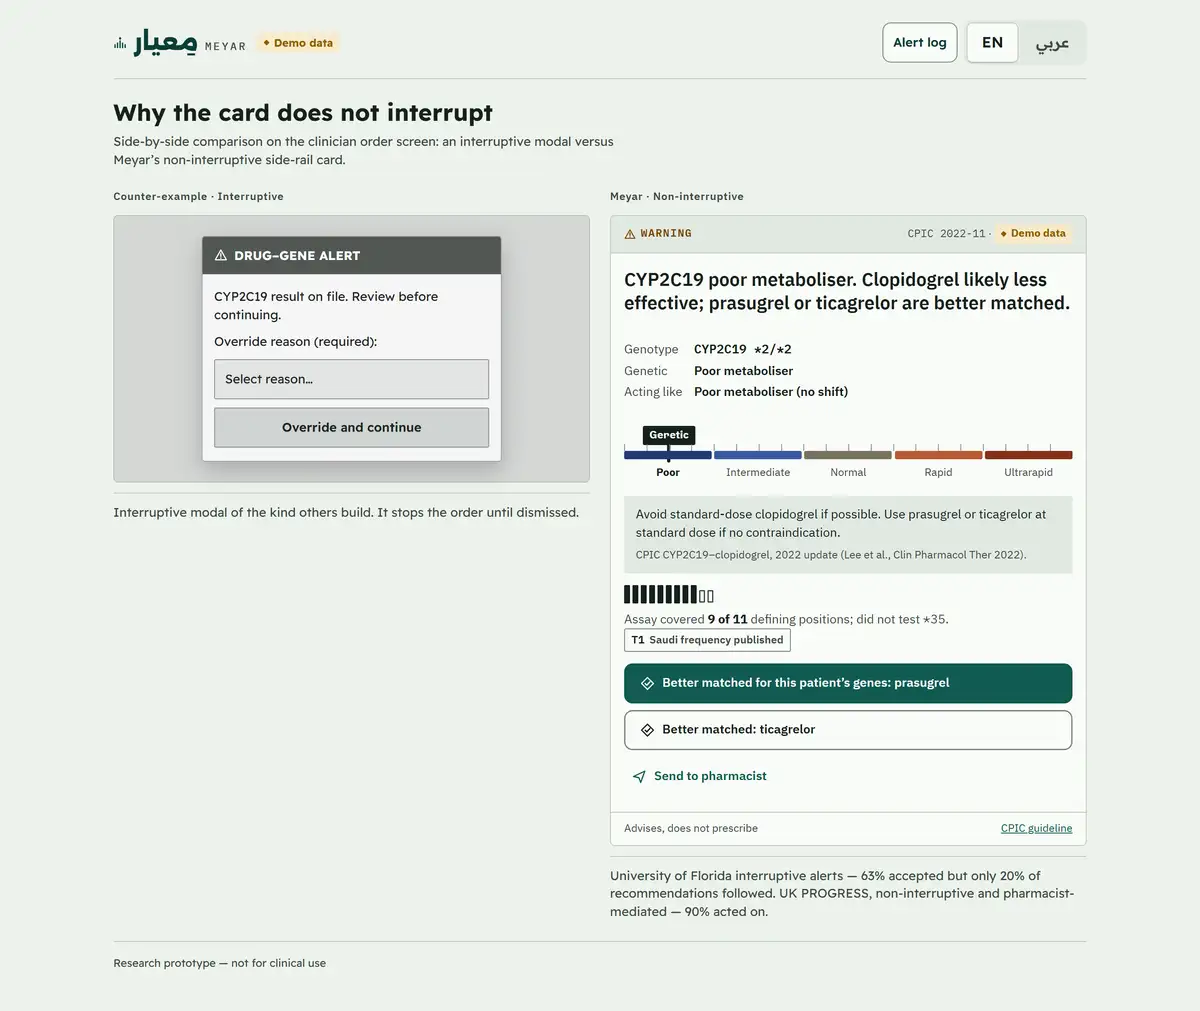 مِعيار MEYAR
Demo data
Alert log
EN
عربي
Why the card does not interrupt
Side-by-side comparison on the clinician order screen: an interruptive modal versus
Meyar’s non-interruptive side-rail card.
Counter-example · Interruptive
DRUG–GENE ALERT
CYP2C19 result on file. Review before
continuing.
Override reason (required):
Select reason…
Override and continue
Interruptive modal of the kind others build. It stops the order until dismissed.
Meyar · Non-interruptive
WARNING
CPIC 2022-11 ·
Demo data
CYP2C19 poor metaboliser. Clopidogrel likely less
effective; prasugrel or ticagrelor are better matched.
Genotype CYP2C19 *2/*2
Genetic Poor metaboliser
Acting like Poor metaboliser (no shift)
Genetic
Poor Intermediate Normal Rapid Ultrarapid
Avoid standard-dose clopidogrel if possible. Use prasugrel or ticagrelor at
standard dose if no contraindication.
CPIC CYP2C19–clopidogrel, 2022 update (Lee et al., Clin Pharmacol Ther 2022).
Assay covered 9 of 11 defining positions; did not test *35.
T1 Saudi frequency published
Better matched for this patient’s genes: prasugrel
Better matched: ticagrelor
Send to pharmacist
Advises, does not prescribe
CPIC guideline
University of Florida interruptive alerts — 63% accepted but only 20% of
recommendations followed. UK PROGRESS, non-interruptive and pharmacist-
mediated — 90% acted on.
Research prototype — not for clinical use